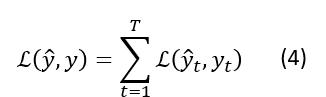 ℒ(ŷ, y) = ∑_{t=1}^{T} ℒ(ŷ_t, y_t) (4)